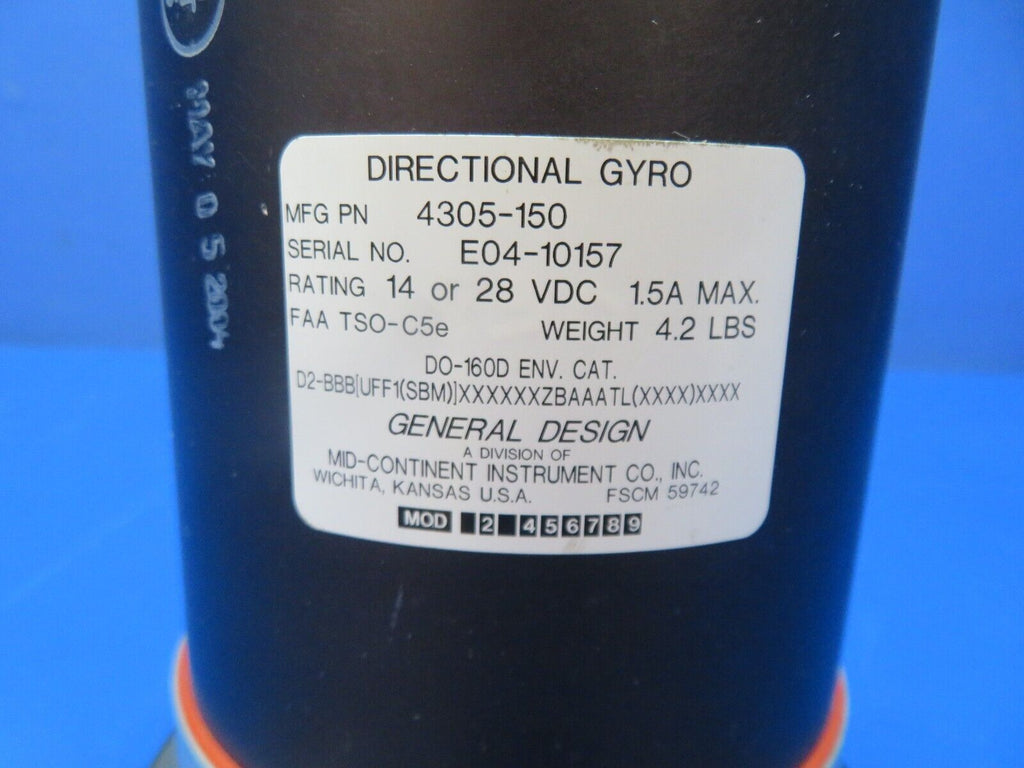 DIRECTIONAL GYRO
MFG PN 4305-150
SERIAL NO. E04-10157
RATING 14 or 28 VDC 1.5A MAX.
FAA TSO-C5e WEIGHT 4.2 LBS
DO-160D ENV. CAT.
D2-BBB[UFF1(SBM)]XXXXXXZBAAATL(XXXX)XXXX
GENERAL DESIGN
A DIVISION OF
MID-CONTINENT INSTRUMENT CO., INC.
WICHITA, KANSAS U.S.A. FSCM 59742
MOD 2 4 5 6 7 8 9
MAY 0 5 2004